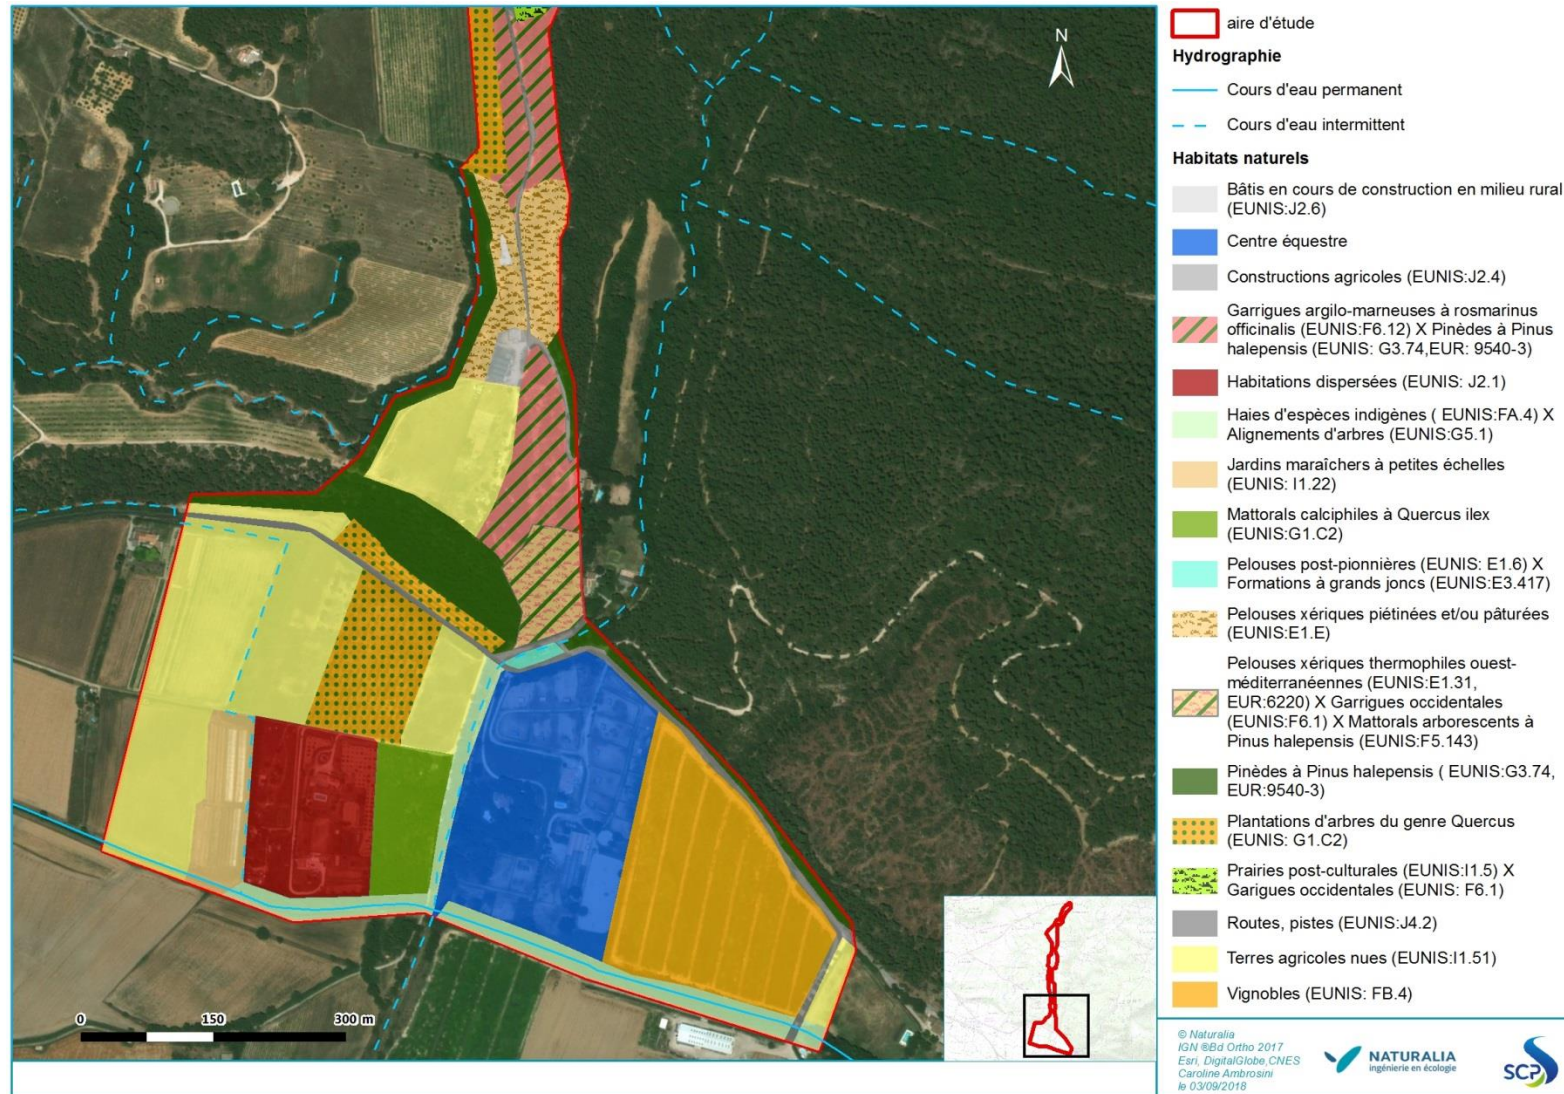 aire d'étude
Hydrographie
Cours d'eau permanent
Cours d'eau intermittent
Habitats naturels
Bâtis en cours de construction en milieu rural
(EUNIS:J2.6)
Centre équestre
Constructions agricoles (EUNIS:J2.4)
Garrigues argilo-marneuses à rosmarinus
officinalis (EUNIS:F6.12) X Pinèdes à Pinus
halepensis (EUNIS: G3.74,EUR: 9540-3)
Habitations dispersées (EUNIS: J2.1)
Haies d'espèces indigènes ( EUNIS:FA.4) X
Alignements d'arbres (EUNIS:G5.1)
Jardins maraîchers à petites échelles
(EUNIS: I1.22)
Mattorals calciphiles à Quercus ilex
(EUNIS:G1.C2)
Pelouses post-pionnières (EUNIS: E1.6) X
Formations à grands joncs (EUNIS:E3.417)
Pelouses xériques piétinées et/ou pâturées
(EUNIS:E1.E)
Pelouses xériques thermophiles ouest-
méditerranéennes (EUNIS:E1.31,
EUR:6220) X Garrigues occidentales
(EUNIS:F6.1) X Mattorals arborescents à
Pinus halepensis (EUNIS:F5.143)
Pinèdes à Pinus halepensis ( EUNIS:G3.74,
EUR:9540-3)
Plantations d'arbres du genre Quercus
(EUNIS: G1.C2)
Prairies post-culturales (EUNIS:I1.5) X
Garigues occidentales (EUNIS: F6.1)
Routes, pistes (EUNIS:J4.2)
Terres agricoles nues (EUNIS:I1.51)
Vignobles (EUNIS: FB.4)
N
0 150 300 m
© Naturalia
IGN ®Bd Ortho 2017
Esri, DigitalGlobe,CNES
Caroline Ambrosini
le 03/09/2018
NATURALIA
ingénierie en écologie
SCP